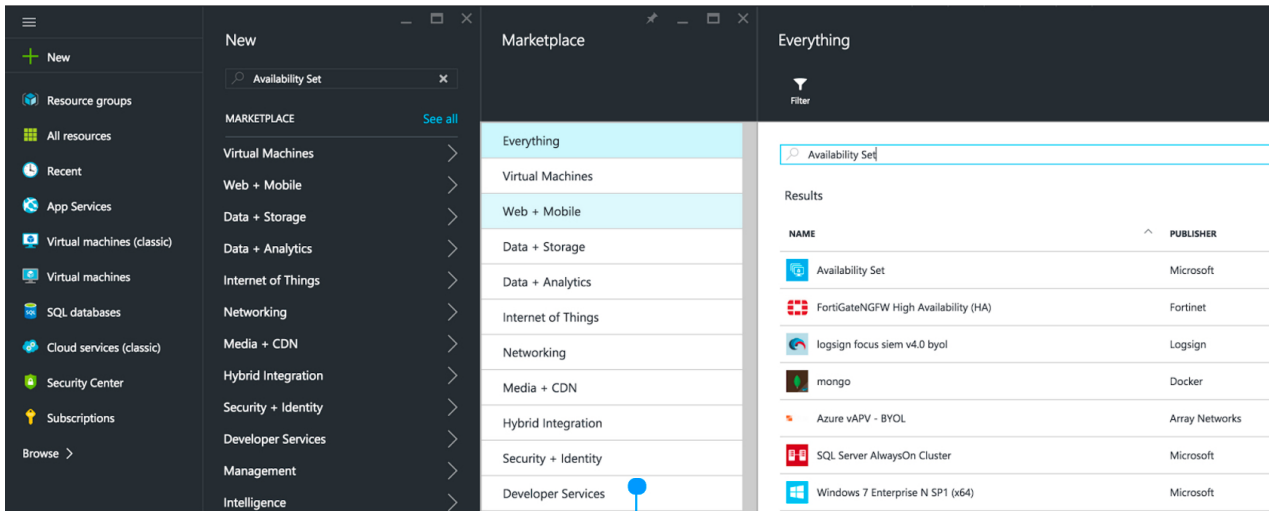 New
Resource groups
All resources
Recent
App Services
Virtual machines (classic)
Virtual machines
SQL databases
Cloud services (classic)
Security Center
Subscriptions
Browse >
New
Availability Set
MARKETPLACE See all
Virtual Machines
Web + Mobile
Data + Storage
Data + Analytics
Internet of Things
Networking
Media + CDN
Hybrid Integration
Security + Identity
Developer Services
Management
Intelligence
Marketplace
Everything
Virtual Machines
Web + Mobile
Data + Storage
Data + Analytics
Internet of Things
Networking
Media + CDN
Hybrid Integration
Security + Identity
Developer Services
Everything
Filter
Availability Set
Results
NAME PUBLISHER
Availability Set Microsoft
FortiGateNGFW High Availability (HA) Fortinet
logsign focus siem v4.0 byol Logsign
mongo Docker
Azure vAPV - BYOL Array Networks
SQL Server AlwaysOn Cluster Microsoft
Windows 7 Enterprise N SP1 (x64) Microsoft